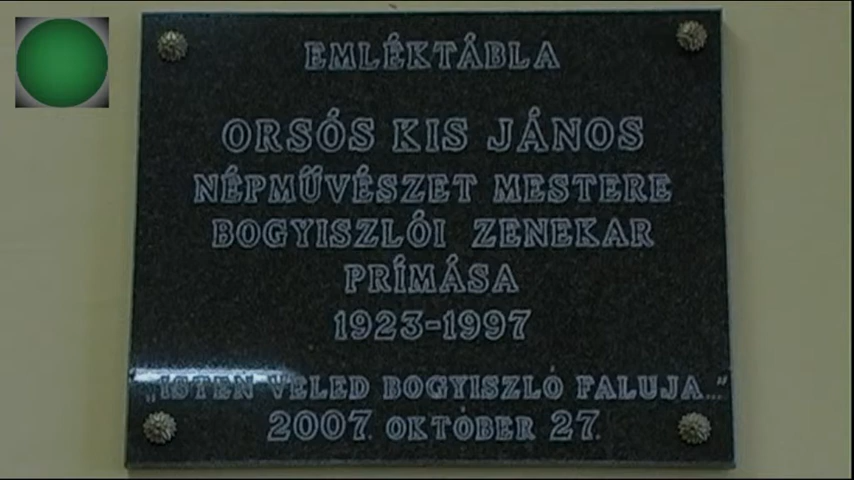 EMLÉKTÁBLA
ORSÓS KIS JÁNOS
NÉPMŰVÉSZET MESTERE
BOGYISZLÓI ZENEKAR
PRÍMÁSA
1923-1997
„ISTEN VELED BOGYISZLÓ FALUJA...”
2007. OKTÓBER 27.